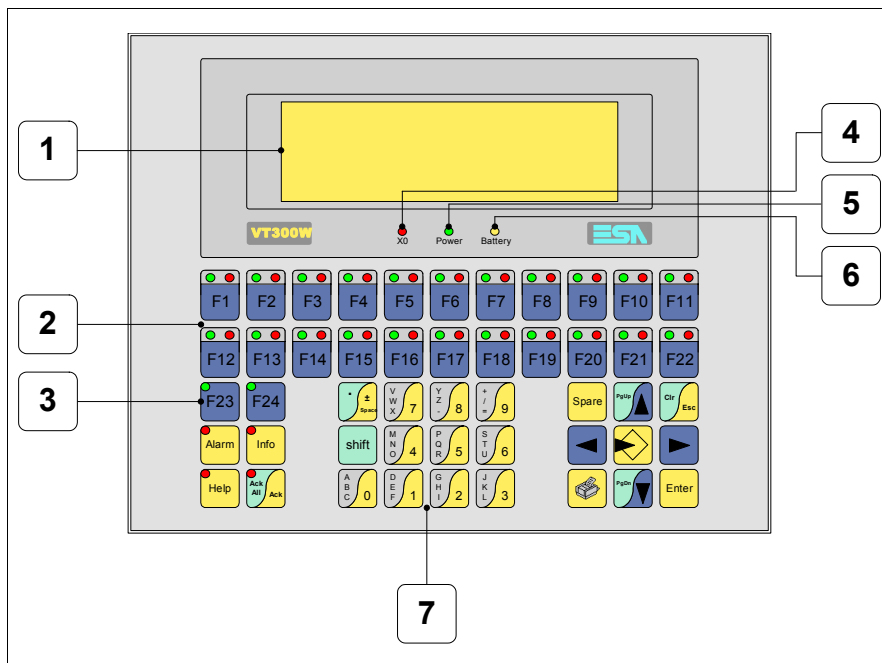 1
4
5
6
VT300W
X0 Power Battery
ESA
F1 F2 F3 F4 F5 F6 F7 F8 F9 F10 F11
2
F12 F13 F14 F15 F16 F17 F18 F19 F20 F21 F22
3
F23 F24 . ± Space V W X 7 Y Z - 8 + / = 9 Spare PgUp Clr Esc
Alarm Info shift M N O 4 P Q R 5 S T U 6
Help Ack All Ack A B C 0 D E F 1 G H I 2 J K L 3 PgDn Enter
7